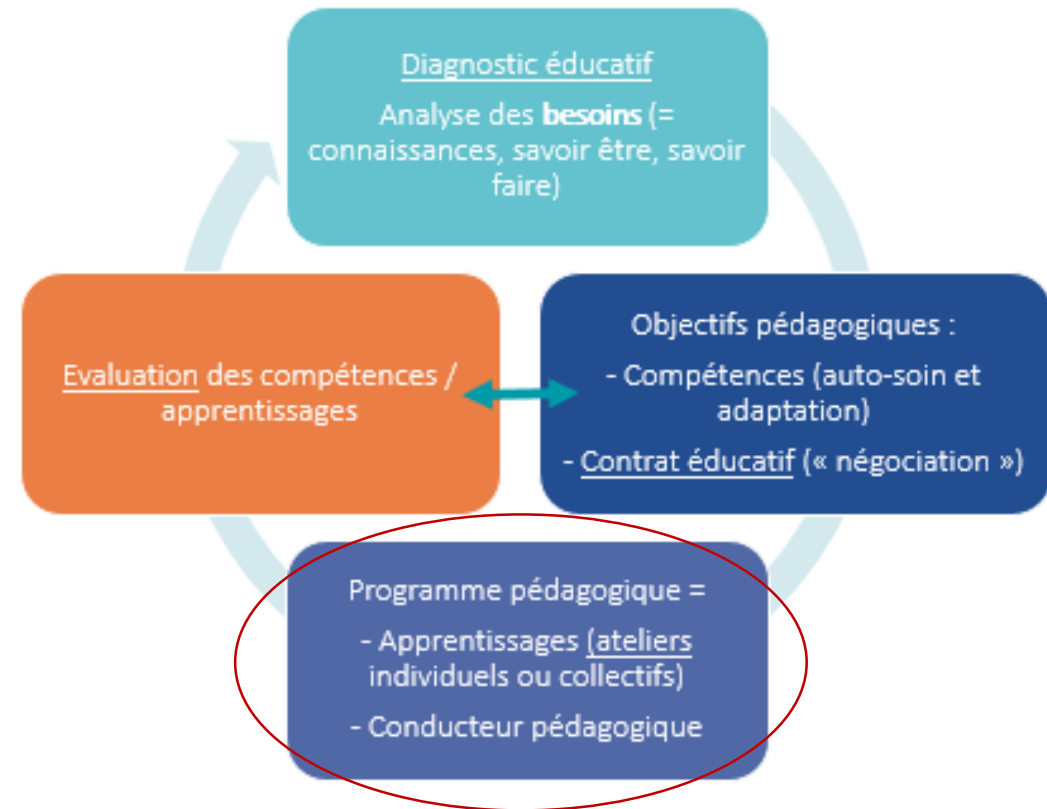 Diagnostic éducatif
Analyse des besoins (=
connaissances, savoir être, savoir
faire)
Evaluation des compétences /
apprentissages
Objectifs pédagogiques :
- Compétences (auto-soin et
adaptation)
- Contrat éducatif (« négociation »)
Programme pédagogique =
- Apprentissages (ateliers
individuels ou collectifs)
- Conducteur pédagogique